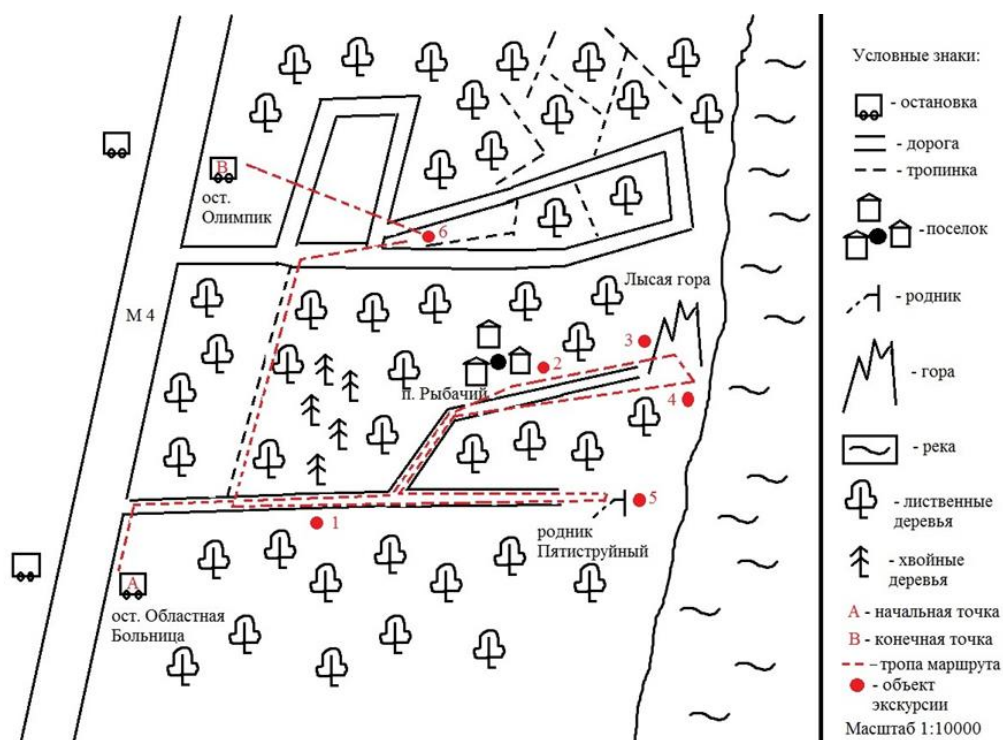 В
ост.
Олимпик
6
М 4
Лысая гора
3
2
п. Рыбачий
4
5
1
родник
Пятиструйный
А
ост. Областная
Больница
Условные знаки:
- остановка
- дорога
- тропинка
- поселок
- родник
- гора
- река
- лиственные
деревья
- хвойные
деревья
А - начальная точка
В - конечная точка
- тропа маршрута
- объект
экскурсии
Масштаб 1:10000